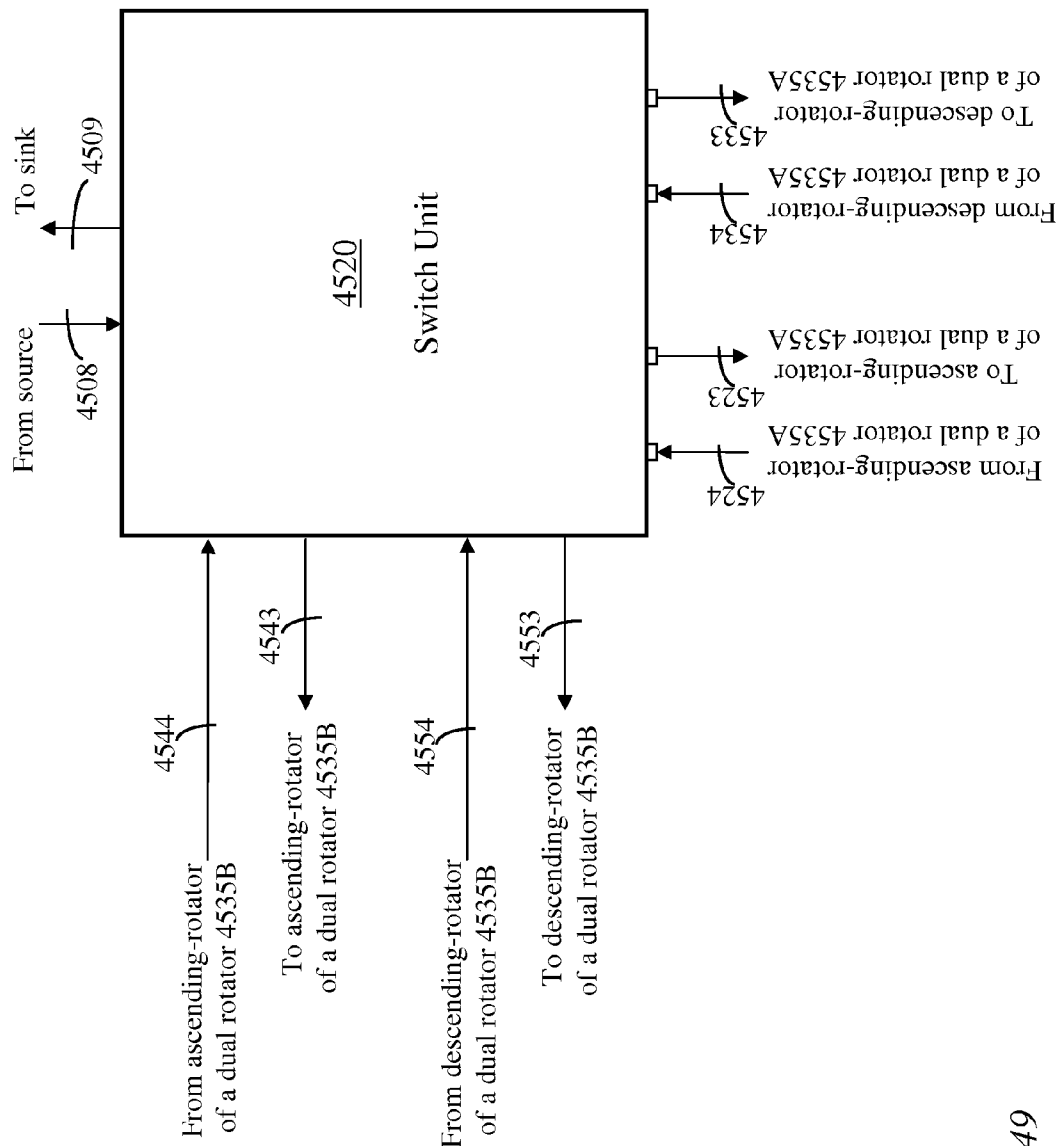 From source
4508
To sink
4509
4520
Switch Unit
4544
From ascending-rotator
of a dual rotator 4535B
4543
To ascending-rotator
of a dual rotator 4535B
4554
From descending-rotator
of a dual rotator 4535B
4553
To descending-rotator
of a dual rotator 4535B
4524
From ascending-rotator
of a dual rotator 4535A
4523
To ascending-rotator
of a dual rotator 4535A
4534
From descending-rotator
of a dual rotator 4535A
4533
To descending-rotator
of a dual rotator 4535A
49